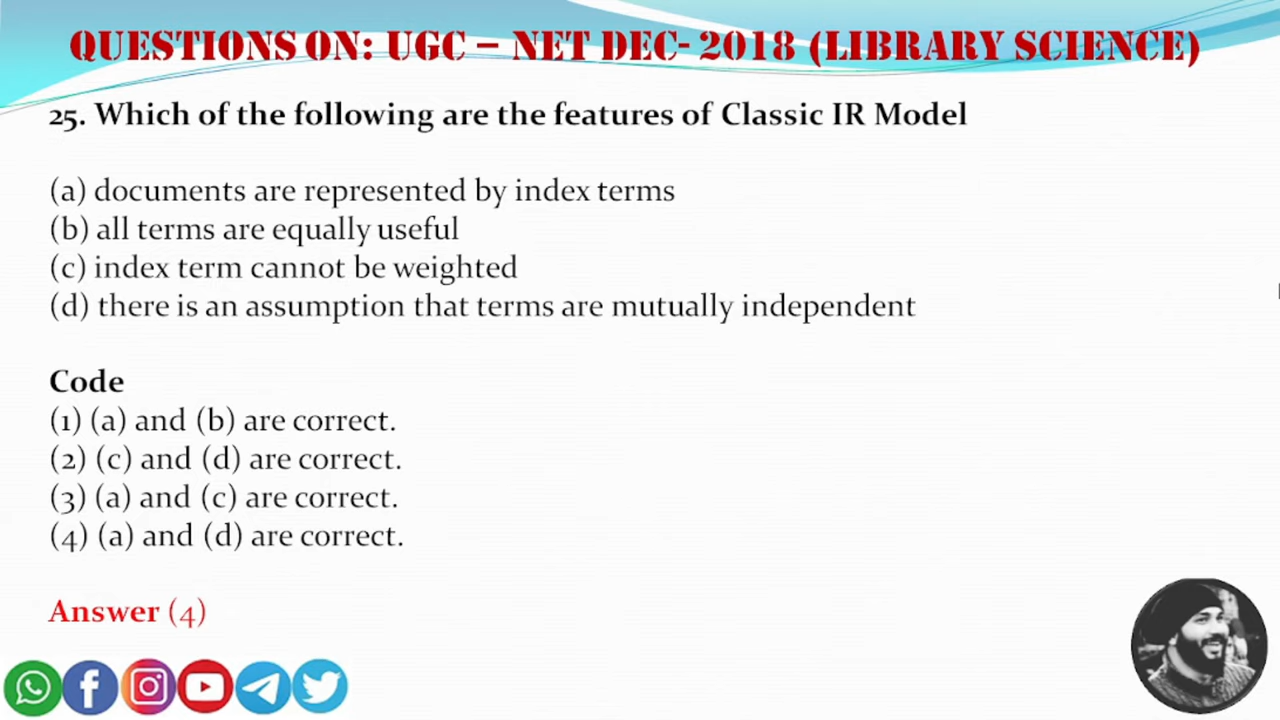 QUESTIONS ON: UGC – NET DEC- 2018 (LIBRARY SCIENCE)
25. Which of the following are the features of Classic IR Model
(a) documents are represented by index terms
(b) all terms are equally useful
(c) index term cannot be weighted
(d) there is an assumption that terms are mutually independent
Code
(1) (a) and (b) are correct.
(2) (c) and (d) are correct.
(3) (a) and (c) are correct.
(4) (a) and (d) are correct.
Answer (4)